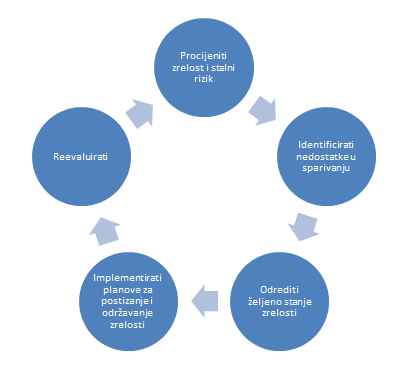 Procijeniti
zrelost i stalni
rizik
Identificirati
nedostatke u
sparivanju
Odrediti
željeno stanje
zrelosti
Implementirati
planove za
postizanje i
održavanje
zrelosti
Reevaluirati